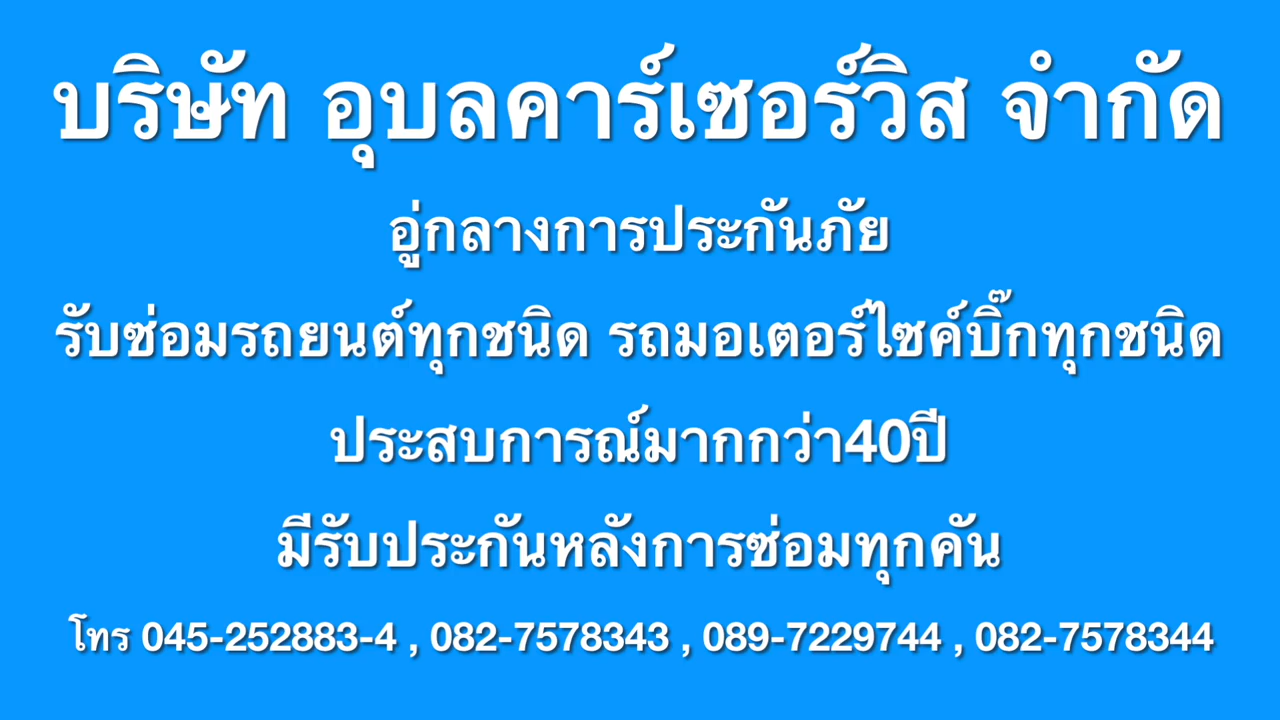 บริษัท อุบลคาร์เซอร์วิส จำกัด
อู่กลางการประกันภัย
รับซ่อมรถยนต์ทุกชนิด รถมอเตอร์ไซค์บิ๊กทุกชนิด
ประสบการณ์มากกว่า40ปี
มีรับประกันหลังการซ่อมทุกคัน
โทร 045-252883-4 , 082-7578343 , 089-7229744 , 082-7578344